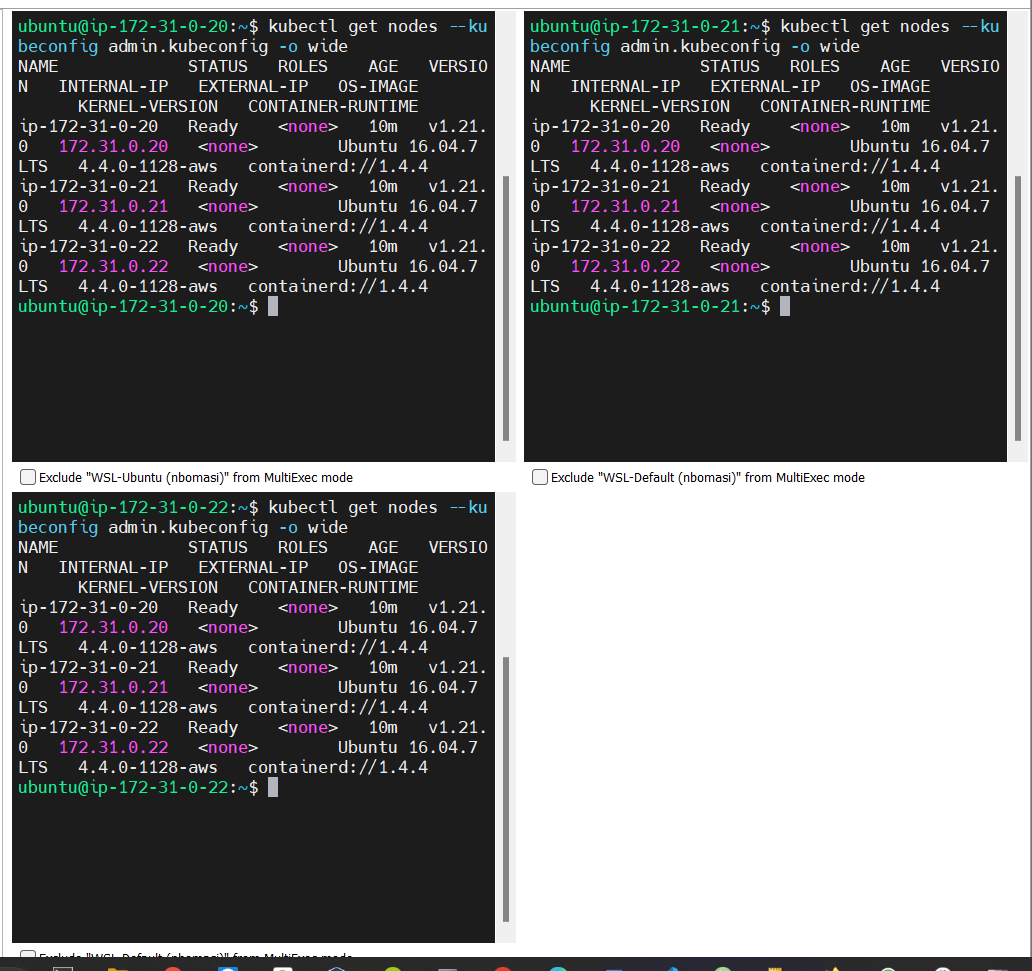 ubuntu@ip-172-31-0-20:~$ kubectl get nodes --ku
beconfig admin.kubeconfig -o wide
NAME             STATUS   ROLES    AGE   VERSIO
N   INTERNAL-IP   EXTERNAL-IP   OS-IMAGE
      KERNEL-VERSION   CONTAINER-RUNTIME
ip-172-31-0-20   Ready    <none>   10m   v1.21.
0   172.31.0.20   <none>        Ubuntu 16.04.7
LTS   4.4.0-1128-aws   containerd://1.4.4
ip-172-31-0-21   Ready    <none>   10m   v1.21.
0   172.31.0.21   <none>        Ubuntu 16.04.7
LTS   4.4.0-1128-aws   containerd://1.4.4
ip-172-31-0-22   Ready    <none>   10m   v1.21.
0   172.31.0.22   <none>        Ubuntu 16.04.7
LTS   4.4.0-1128-aws   containerd://1.4.4
ubuntu@ip-172-31-0-20:~$
Exclude "WSL-Ubuntu (nbomasi)" from MultiExec mode
ubuntu@ip-172-31-0-21:~$ kubectl get nodes --ku
beconfig admin.kubeconfig -o wide
NAME             STATUS   ROLES    AGE   VERSIO
N   INTERNAL-IP   EXTERNAL-IP   OS-IMAGE
      KERNEL-VERSION   CONTAINER-RUNTIME
ip-172-31-0-20   Ready    <none>   10m   v1.21.
0   172.31.0.20   <none>        Ubuntu 16.04.7
LTS   4.4.0-1128-aws   containerd://1.4.4
ip-172-31-0-21   Ready    <none>   10m   v1.21.
0   172.31.0.21   <none>        Ubuntu 16.04.7
LTS   4.4.0-1128-aws   containerd://1.4.4
ip-172-31-0-22   Ready    <none>   10m   v1.21.
0   172.31.0.22   <none>        Ubuntu 16.04.7
LTS   4.4.0-1128-aws   containerd://1.4.4
ubuntu@ip-172-31-0-21:~$
Exclude "WSL-Default (nbomasi)" from MultiExec mode
ubuntu@ip-172-31-0-22:~$ kubectl get nodes --ku
beconfig admin.kubeconfig -o wide
NAME             STATUS   ROLES    AGE   VERSIO
N   INTERNAL-IP   EXTERNAL-IP   OS-IMAGE
      KERNEL-VERSION   CONTAINER-RUNTIME
ip-172-31-0-20   Ready    <none>   10m   v1.21.
0   172.31.0.20   <none>        Ubuntu 16.04.7
LTS   4.4.0-1128-aws   containerd://1.4.4
ip-172-31-0-21   Ready    <none>   10m   v1.21.
0   172.31.0.21   <none>        Ubuntu 16.04.7
LTS   4.4.0-1128-aws   containerd://1.4.4
ip-172-31-0-22   Ready    <none>   10m   v1.21.
0   172.31.0.22   <none>        Ubuntu 16.04.7
LTS   4.4.0-1128-aws   containerd://1.4.4
ubuntu@ip-172-31-0-22:~$
Exclude "WSL-Default (nbomasi)" from MultiExec mode